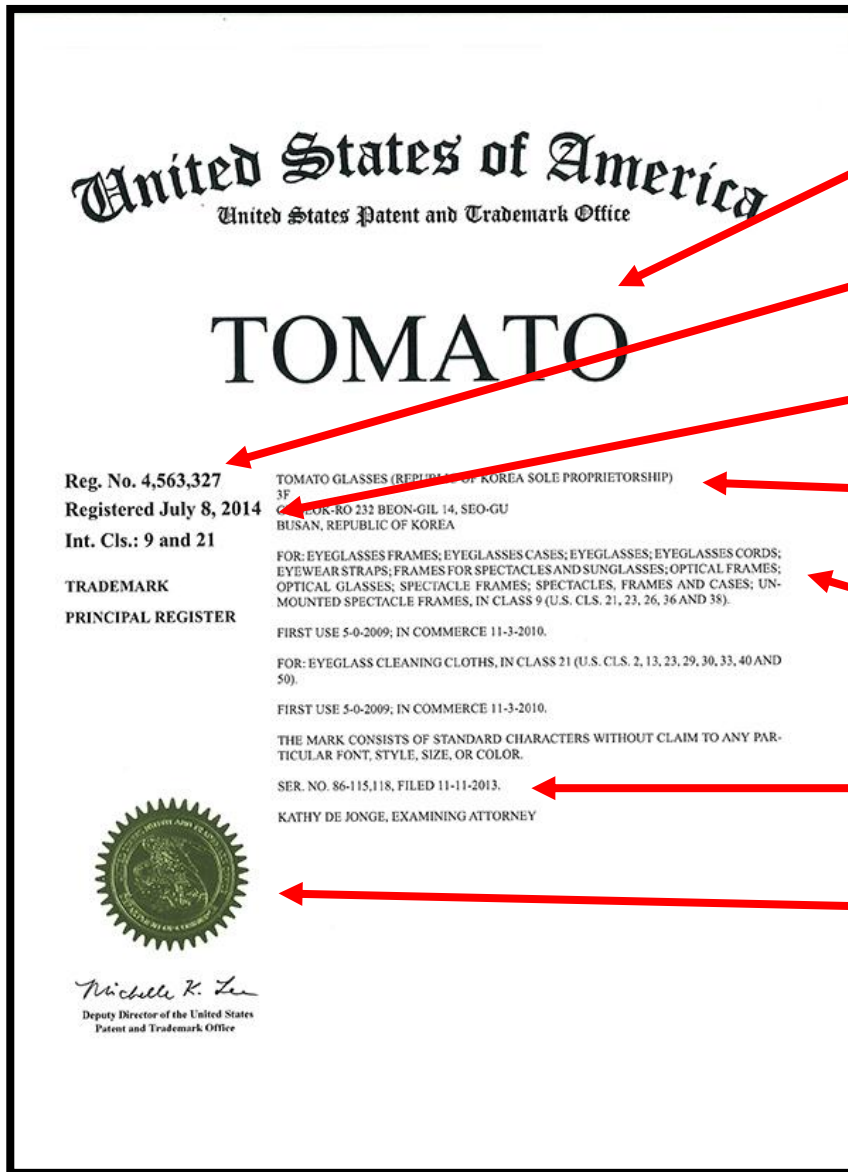 United States of America
United States Patent and Trademark Office
TOMATO
Reg. No. 4,563,327
Registered July 8, 2014
Int. Cls.: 9 and 21
TRADEMARK
PRINCIPAL REGISTER
TOMATO GLASSES (REPUBLIC OF KOREA SOLE PROPRIETORSHIP)
3F
-RO 232 BEON-GIL 14, SEO-GU
BUSAN, REPUBLIC OF KOREA
FOR: EYEGLASSES FRAMES; EYEGLASSES CASES; EYEGLASSES; EYEGLASSES CORDS;
EYEWEAR STRAPS; FRAMES FOR SPECTACLES AND SUNGLASSES; OPTICAL FRAMES;
OPTICAL GLASSES; SPECTACLE FRAMES; SPECTACLES, FRAMES AND CASES; UN-
MOUNTED SPECTACLE FRAMES, IN CLASS 9 (U.S. CLS. 21, 23, 26, 36 AND 38).
FIRST USE 5-0-2009; IN COMMERCE 11-3-2010.
FOR: EYEGLASS CLEANING CLOTHS, IN CLASS 21 (U.S. CLS. 2, 13, 23, 29, 30, 33, 40 AND
50).
FIRST USE 5-0-2009; IN COMMERCE 11-3-2010.
THE MARK CONSISTS OF STANDARD CHARACTERS WITHOUT CLAIM TO ANY PAR-
TICULAR FONT, STYLE, SIZE, OR COLOR.
SER. NO. 86-115,118, FILED 11-11-2013.
KATHY DE JONGE, EXAMINING ATTORNEY
Michelle K. Lee
Deputy Director of the United States
Patent and Trademark Office